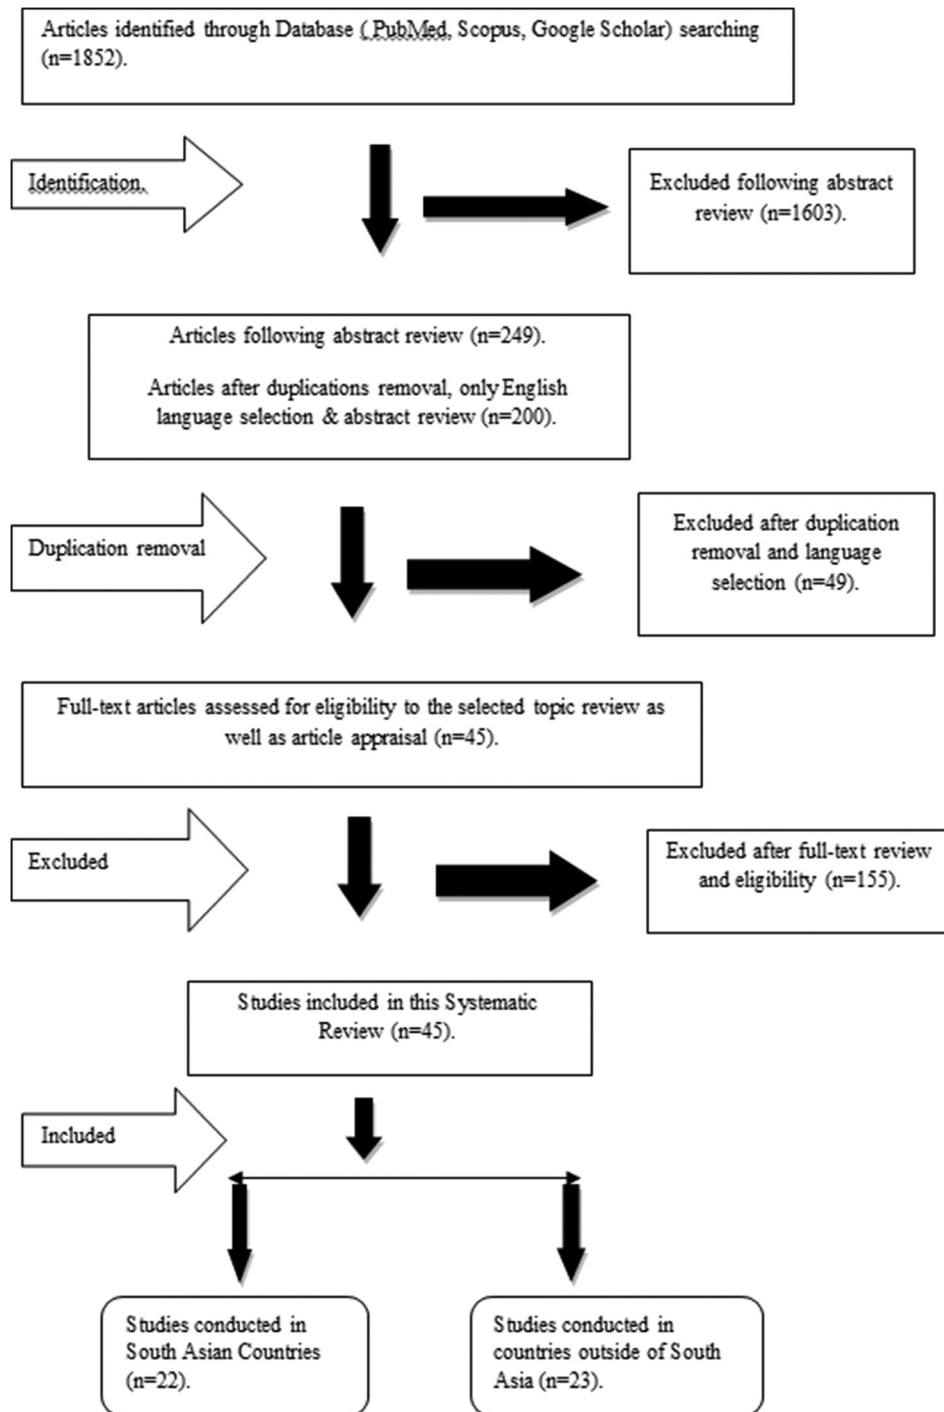 Articles identified through Database ( PubMed, Scopus, Google Scholar) searching
(n=1852).
Identification.
Excluded following abstract
review (n=1603).
Articles following abstract review (n=249).
Articles after duplications removal, only English
language selection & abstract review (n=200).
Duplication removal
Excluded after duplication
removal and language
selection (n=49).
Full-text articles assessed for eligibility to the selected topic review as
well as article appraisal (n=45).
Excluded
Excluded after full-text review
and eligibility (n=155).
Studies included in this Systematic
Review (n=45).
Included
Studies conducted in
South Asian Countries
(n=22).
Studies conducted in
countries outside of South
Asia (n=23).